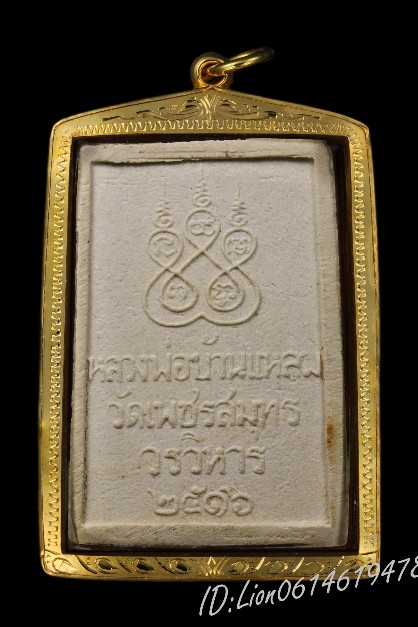 หลวงพ่อบ้านแหลม
วัดเพชรสมุทร
วรวิหาร
๒๕๑๖
ID:Lion0614619478